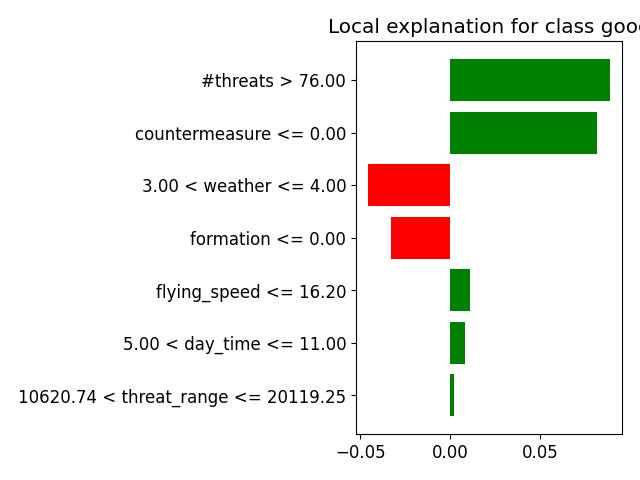 Local explanation for class goo
#threats > 76.00
countermeasure <= 0.00
3.00 < weather <= 4.00
formation <= 0.00
flying_speed <= 16.20
5.00 < day_time <= 11.00
10620.74 < threat_range <= 20119.25
−0.05 0.00 0.05